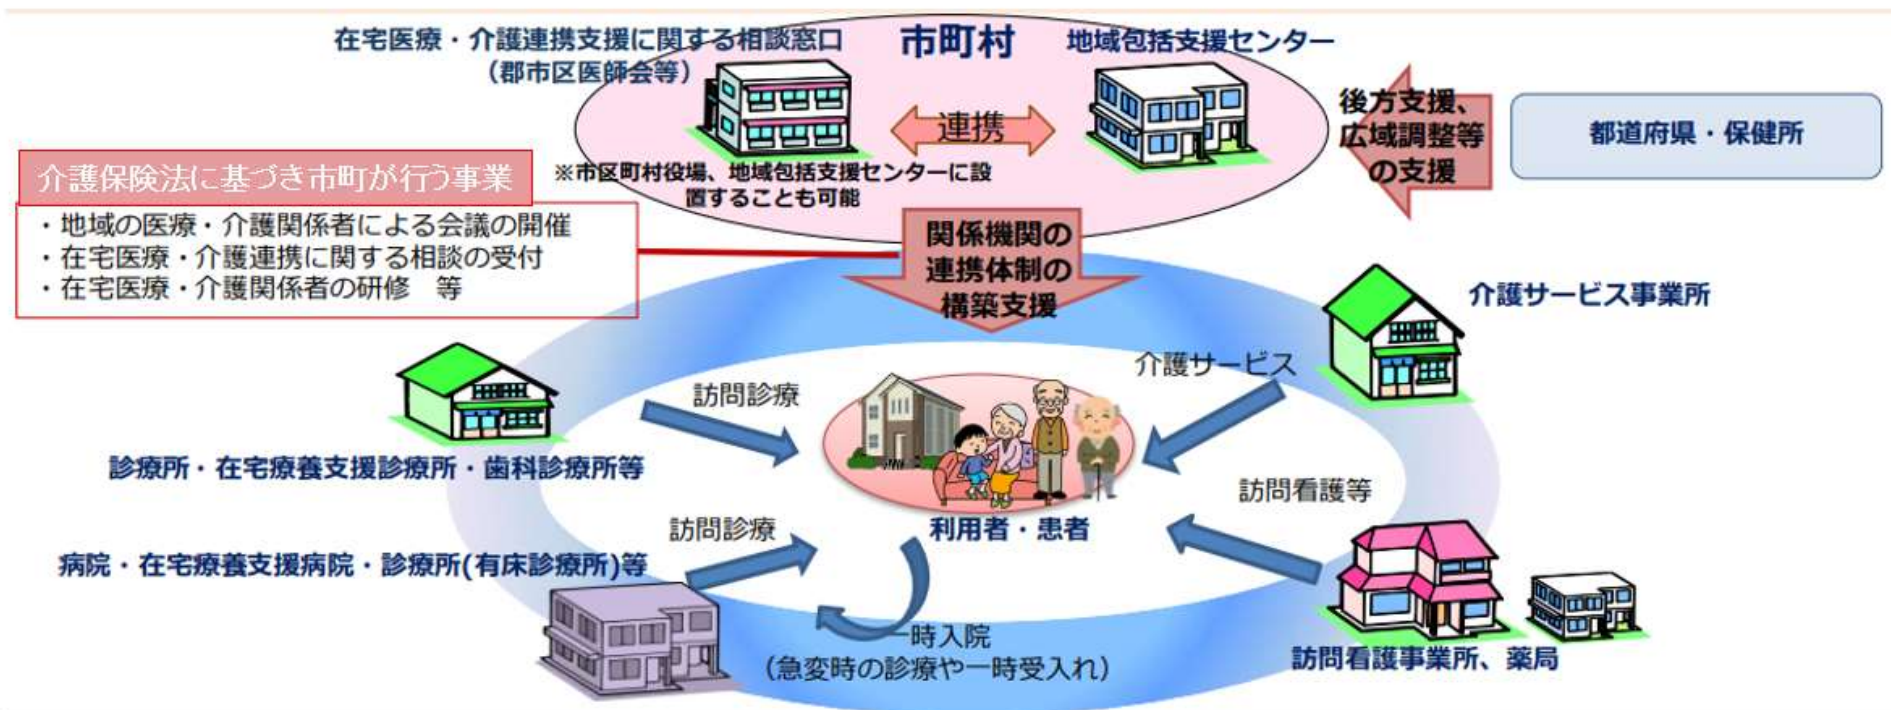 在宅医療・介護連携支援に関する相談窓口
（郡市区医師会等）
市町村
地域包括支援センター
連携
※市区町村役場、地域包括支援センターに設
置することも可能
後方支援、
広域調整等
の支援
都道府県・保健所
介護保険法に基づき市町が行う事業
・地域の医療・介護関係者による会議の開催
・在宅医療・介護連携に関する相談の受付
・在宅医療・介護関係者の研修　等
関係機関の
連携体制の
構築支援
介護サービス事業所
介護サービス
訪問診療
診療所・在宅療養支援診療所・歯科診療所等
訪問看護等
利用者・患者
訪問診療
病院・在宅療養支援病院・診療所(有床診療所)等
一時入院
（急変時の診療や一時受入れ）
訪問看護事業所、薬局